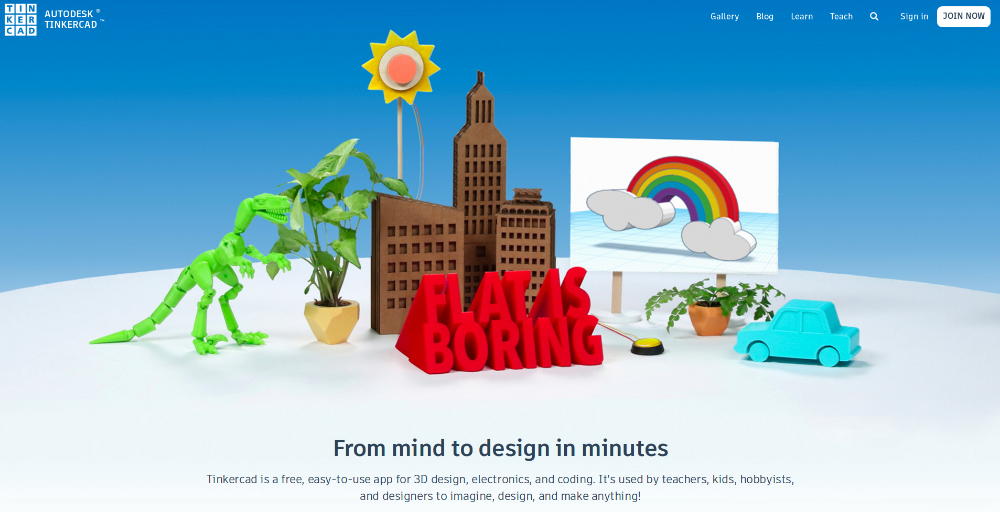 TIN
KER
CAD
AUTODESK ®
TINKERCAD ™
Gallery Blog Learn Teach Sign in JOIN NOW
FLAT IS
BORING
From mind to design in minutes
Tinkercad is a free, easy-to-use app for 3D design, electronics, and coding. It's used by teachers, kids, hobbyists,
and designers to imagine, design, and make anything!